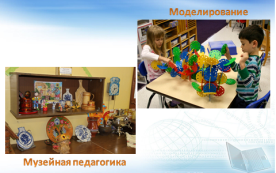 Моделирование
Музейная педагогика